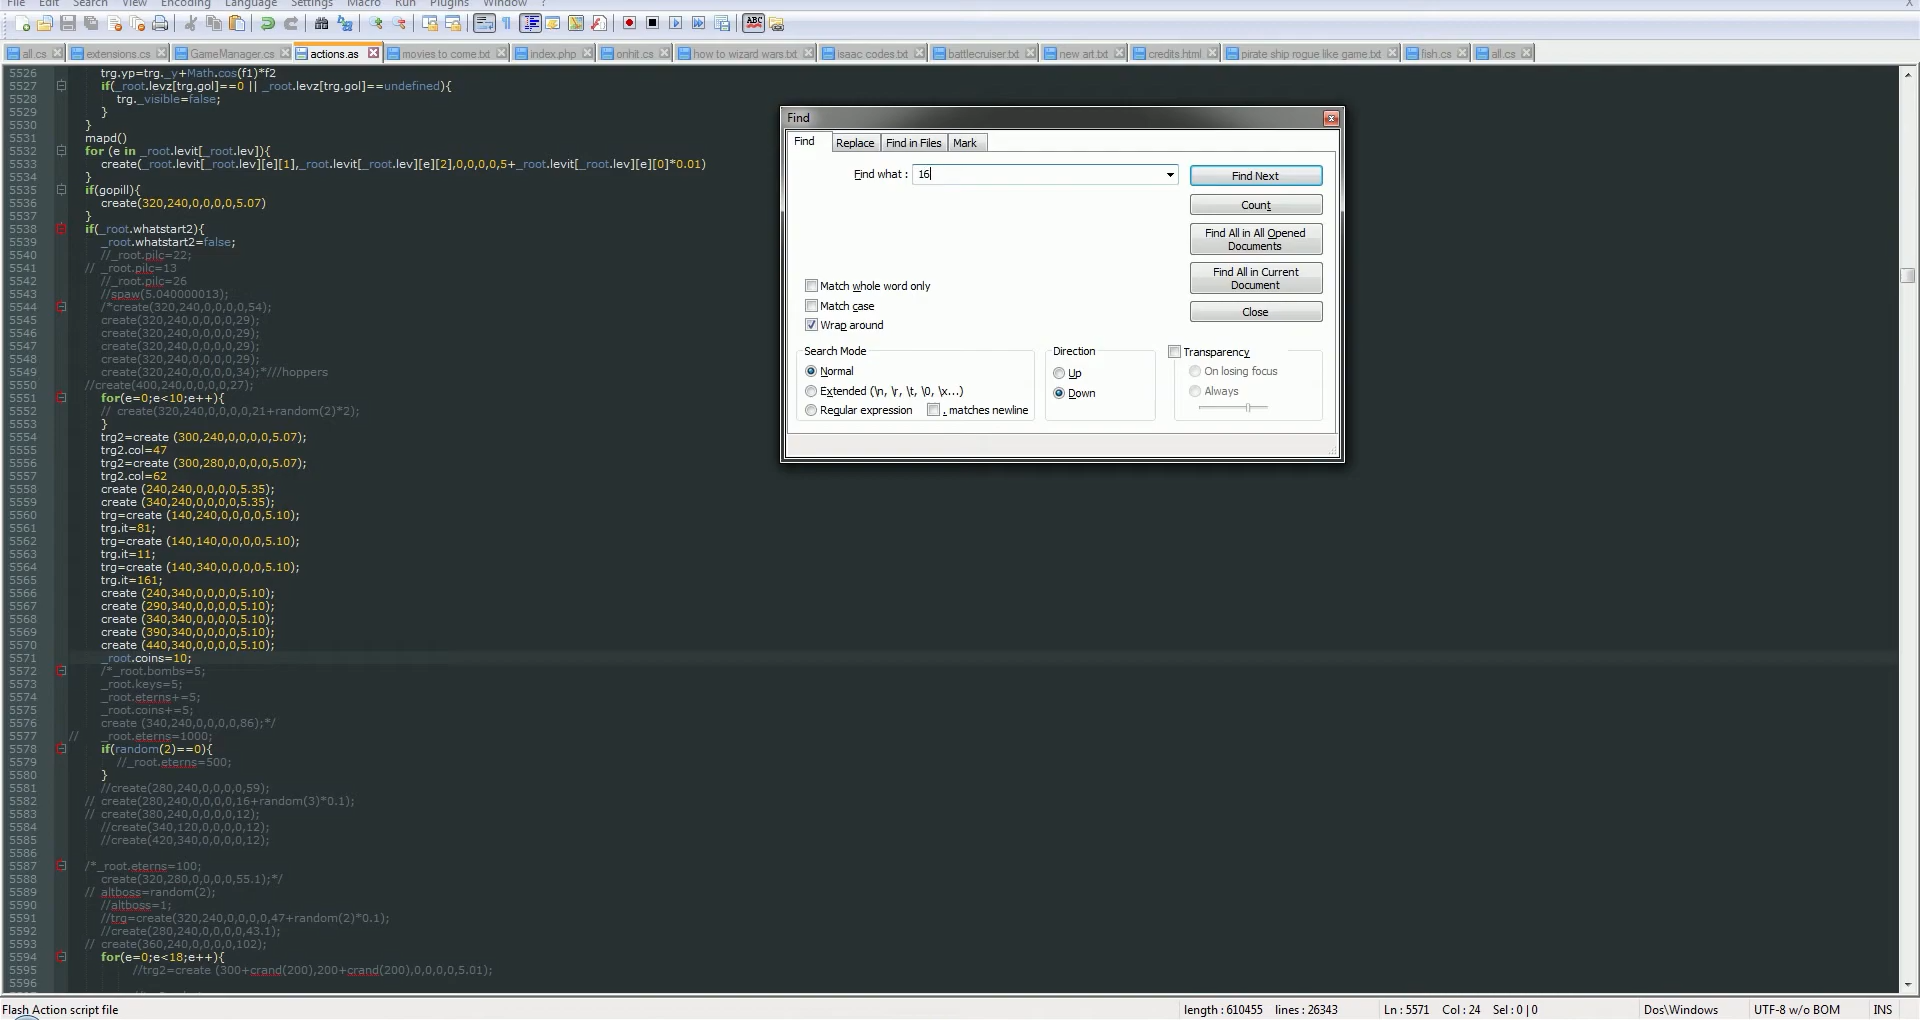 File Edit Search View Encoding Language Settings Macro Run Plugins Window ? X
all.cs extensions.cs GameManager.cs actions.as movies to come.txt index.php onhit.cs how to wizard wars.txt isaac codes.txt battlecruiser.txt new art.txt credits.html pirate ship rogue like game.txt fish.cs all.cs
5526 trg.yp=trg._y+Math.cos(f1)*f2
5527 if(_root.levz[trg.gol]==0 || _root.levz[trg.gol]==undefined){
5528 trg._visible=false;
5529 }
5530 }
5531 mapd()
5532 for (e in _root.levit[_root.lev]){
5533 create(_root.levit[_root.lev][e][1],_root.levit[_root.lev][e][2],0,0,0,0,5+_root.levit[_root.lev][e][0]*0.01)
5534 }
5535 if(gopill){
5536 create(320,240,0,0,0,0,5.07)
5537 }
5538 if(_root.whatstart2){
5539 _root.whatstart2=false;
5540 //_root.pilc=22;
5541 // _root.pilc=13
5542 //_root.pilc=26
5543 //spaw(5.040000013);
5544 /*create(320,240,0,0,0,0,54);
5545 create(320,240,0,0,0,0,29);
5546 create(320,240,0,0,0,0,29);
5547 create(320,240,0,0,0,0,29);
5548 create(320,240,0,0,0,0,29);
5549 create(320,240,0,0,0,0,34);*///hoppers
5550 //create(400,240,0,0,0,0,27);
5551 for(e=0;e<10;e++){
5552 // create(320,240,0,0,0,0,21+random(2)*2);
5553 }
5554 trg2=create (300,240,0,0,0,0,5.07);
5555 trg2.col=47
5556 trg2=create (300,280,0,0,0,0,5.07);
5557 trg2.col=62
5558 create (240,240,0,0,0,0,5.35);
5559 create (340,240,0,0,0,0,5.35);
5560 trg=create (140,240,0,0,0,0,5.10);
5561 trg.it=81;
5562 trg=create (140,140,0,0,0,0,5.10);
5563 trg.it=11;
5564 trg=create (140,340,0,0,0,0,5.10);
5565 trg.it=161;
5566 create (240,340,0,0,0,0,5.10);
5567 create (290,340,0,0,0,0,5.10);
5568 create (340,340,0,0,0,0,5.10);
5569 create (390,340,0,0,0,0,5.10);
5570 create (440,340,0,0,0,0,5.10);
5571 _root.coins=10;
5572 /*_root.bombs=5;
5573 _root.keys=5;
5574 _root.eterns+=5;
5575 _root.coins+=5;
5576 create (340,240,0,0,0,0,86);*/
5577 // _root.eterns=1000;
5578 if(random(2)==0){
5579 //_root.eterns=500;
5580 }
5581 //create(280,240,0,0,0,0,59);
5582 // create(280,240,0,0,0,0,16+random(3)*0.1);
5583 // create(380,240,0,0,0,0,12);
5584 //create(340,120,0,0,0,0,12);
5585 //create(420,340,0,0,0,0,12);
5586
5587 /*_root.eterns=100;
5588 create(320,280,0,0,0,0,55.1);*/
5589 // altboss=random(2);
5590 //altboss=1;
5591 //trg=create(320,240,0,0,0,0,47+random(2)*0.1);
5592 //create(280,240,0,0,0,0,43.1);
5593 // create(360,240,0,0,0,0,102);
5594 for(e=0;e<18;e++){
5595 //trg2=create (300+crand(200),200+crand(200),0,0,0,0,5.01);
5596
Find
Find Replace Find in Files Mark
Find what : 16
Find Next
Count
Find All in All Opened Documents
Find All in Current Document
Close
Match whole word only
Match case
Wrap around
Search Mode
Normal
Extended (\n, \r, \t, \0, \x...)
Regular expression . matches newline
Direction
Up
Down
Transparency
On losing focus
Always
Flash Action script file length : 610455 lines : 26343 Ln : 5571 Col : 24 Sel : 0 | 0 Dos\Windows UTF-8 w/o BOM INS